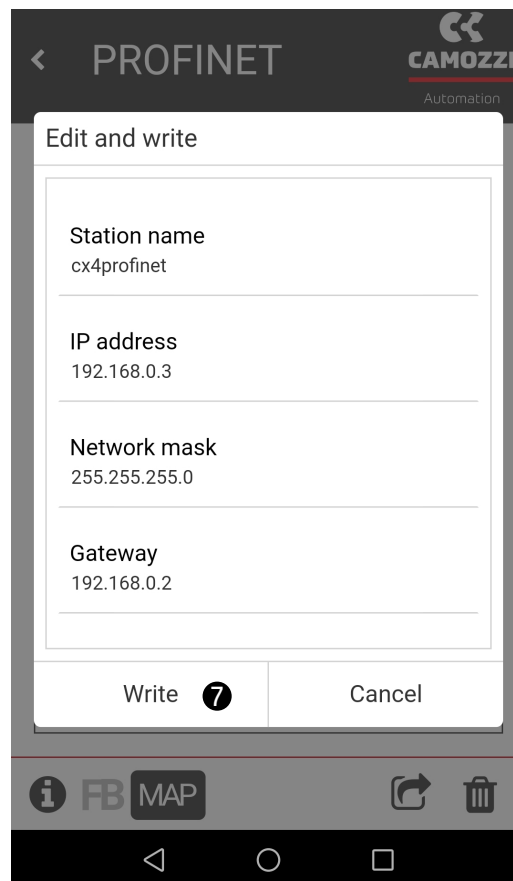 PROFINET
CAMOZZI
Automation
Edit and write
Station name
cx4profinet
IP address
192.168.0.3
Network mask
255.255.255.0
Gateway
192.168.0.2
Write 7 Cancel
i FB MAP